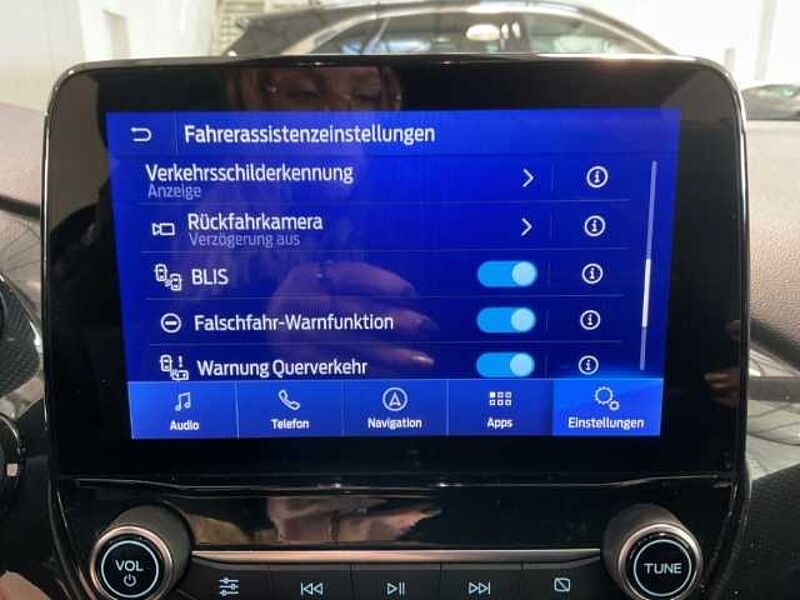 Fahrerassistenzeinstellungen
Verkehrsschilderkennung
Anzeige
Rückfahrkamera
Verzögerung aus
BLIS
Falschfahr-Warnfunktion
Warnung Querverkehr
Audio
Telefon
Navigation
Apps
Einstellungen
VOL
TUNE